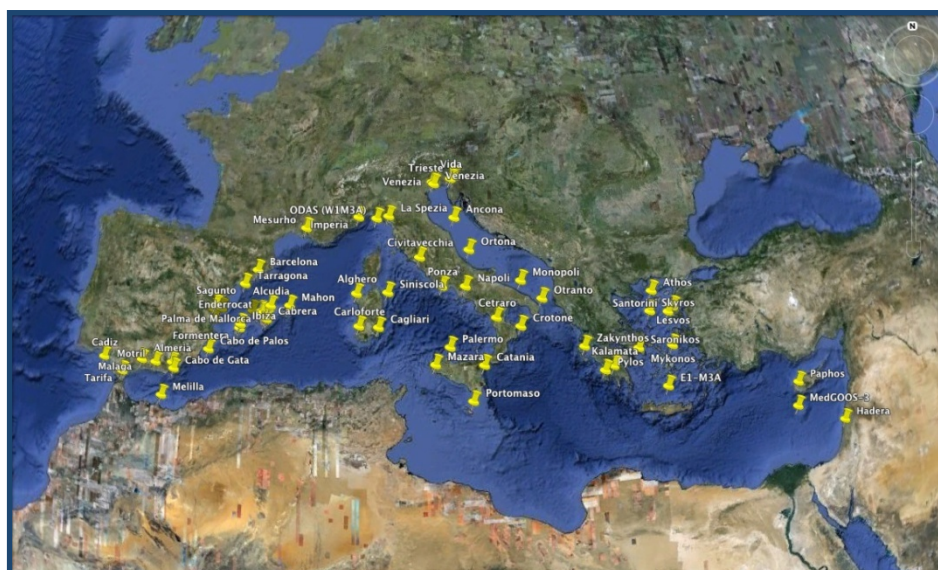 N
Vida
Trieste
Venezia
Venezia
ODAS (W1M3A)
La Spezia
Ancona
Mesurho
Imperia
Ortona
Civitavecchia
Barcelona
Tarragona
Ponza
Napoli
Monopoli
Alghero
Siniscola
Athos
Sagunto
Alcudia
Mahon
Otranto
Enderrocat
Cabrera
Cetraro
Santorini
Skyros
Ibiza
Palma de Mallorca
Carloforte
Cagliari
Crotone
Lesvos
Formentera
Cabo de Palos
Palermo
Zakynthos
Saronikos
Cadiz
Motril
Almeria
Kalamata
Malaga
Cabo de Gata
Mazara
Catania
Pylos
Mykonos
Tarifa
E1-M3A
Paphos
Melilla
Portomaso
MedGOOS-3
Hadera